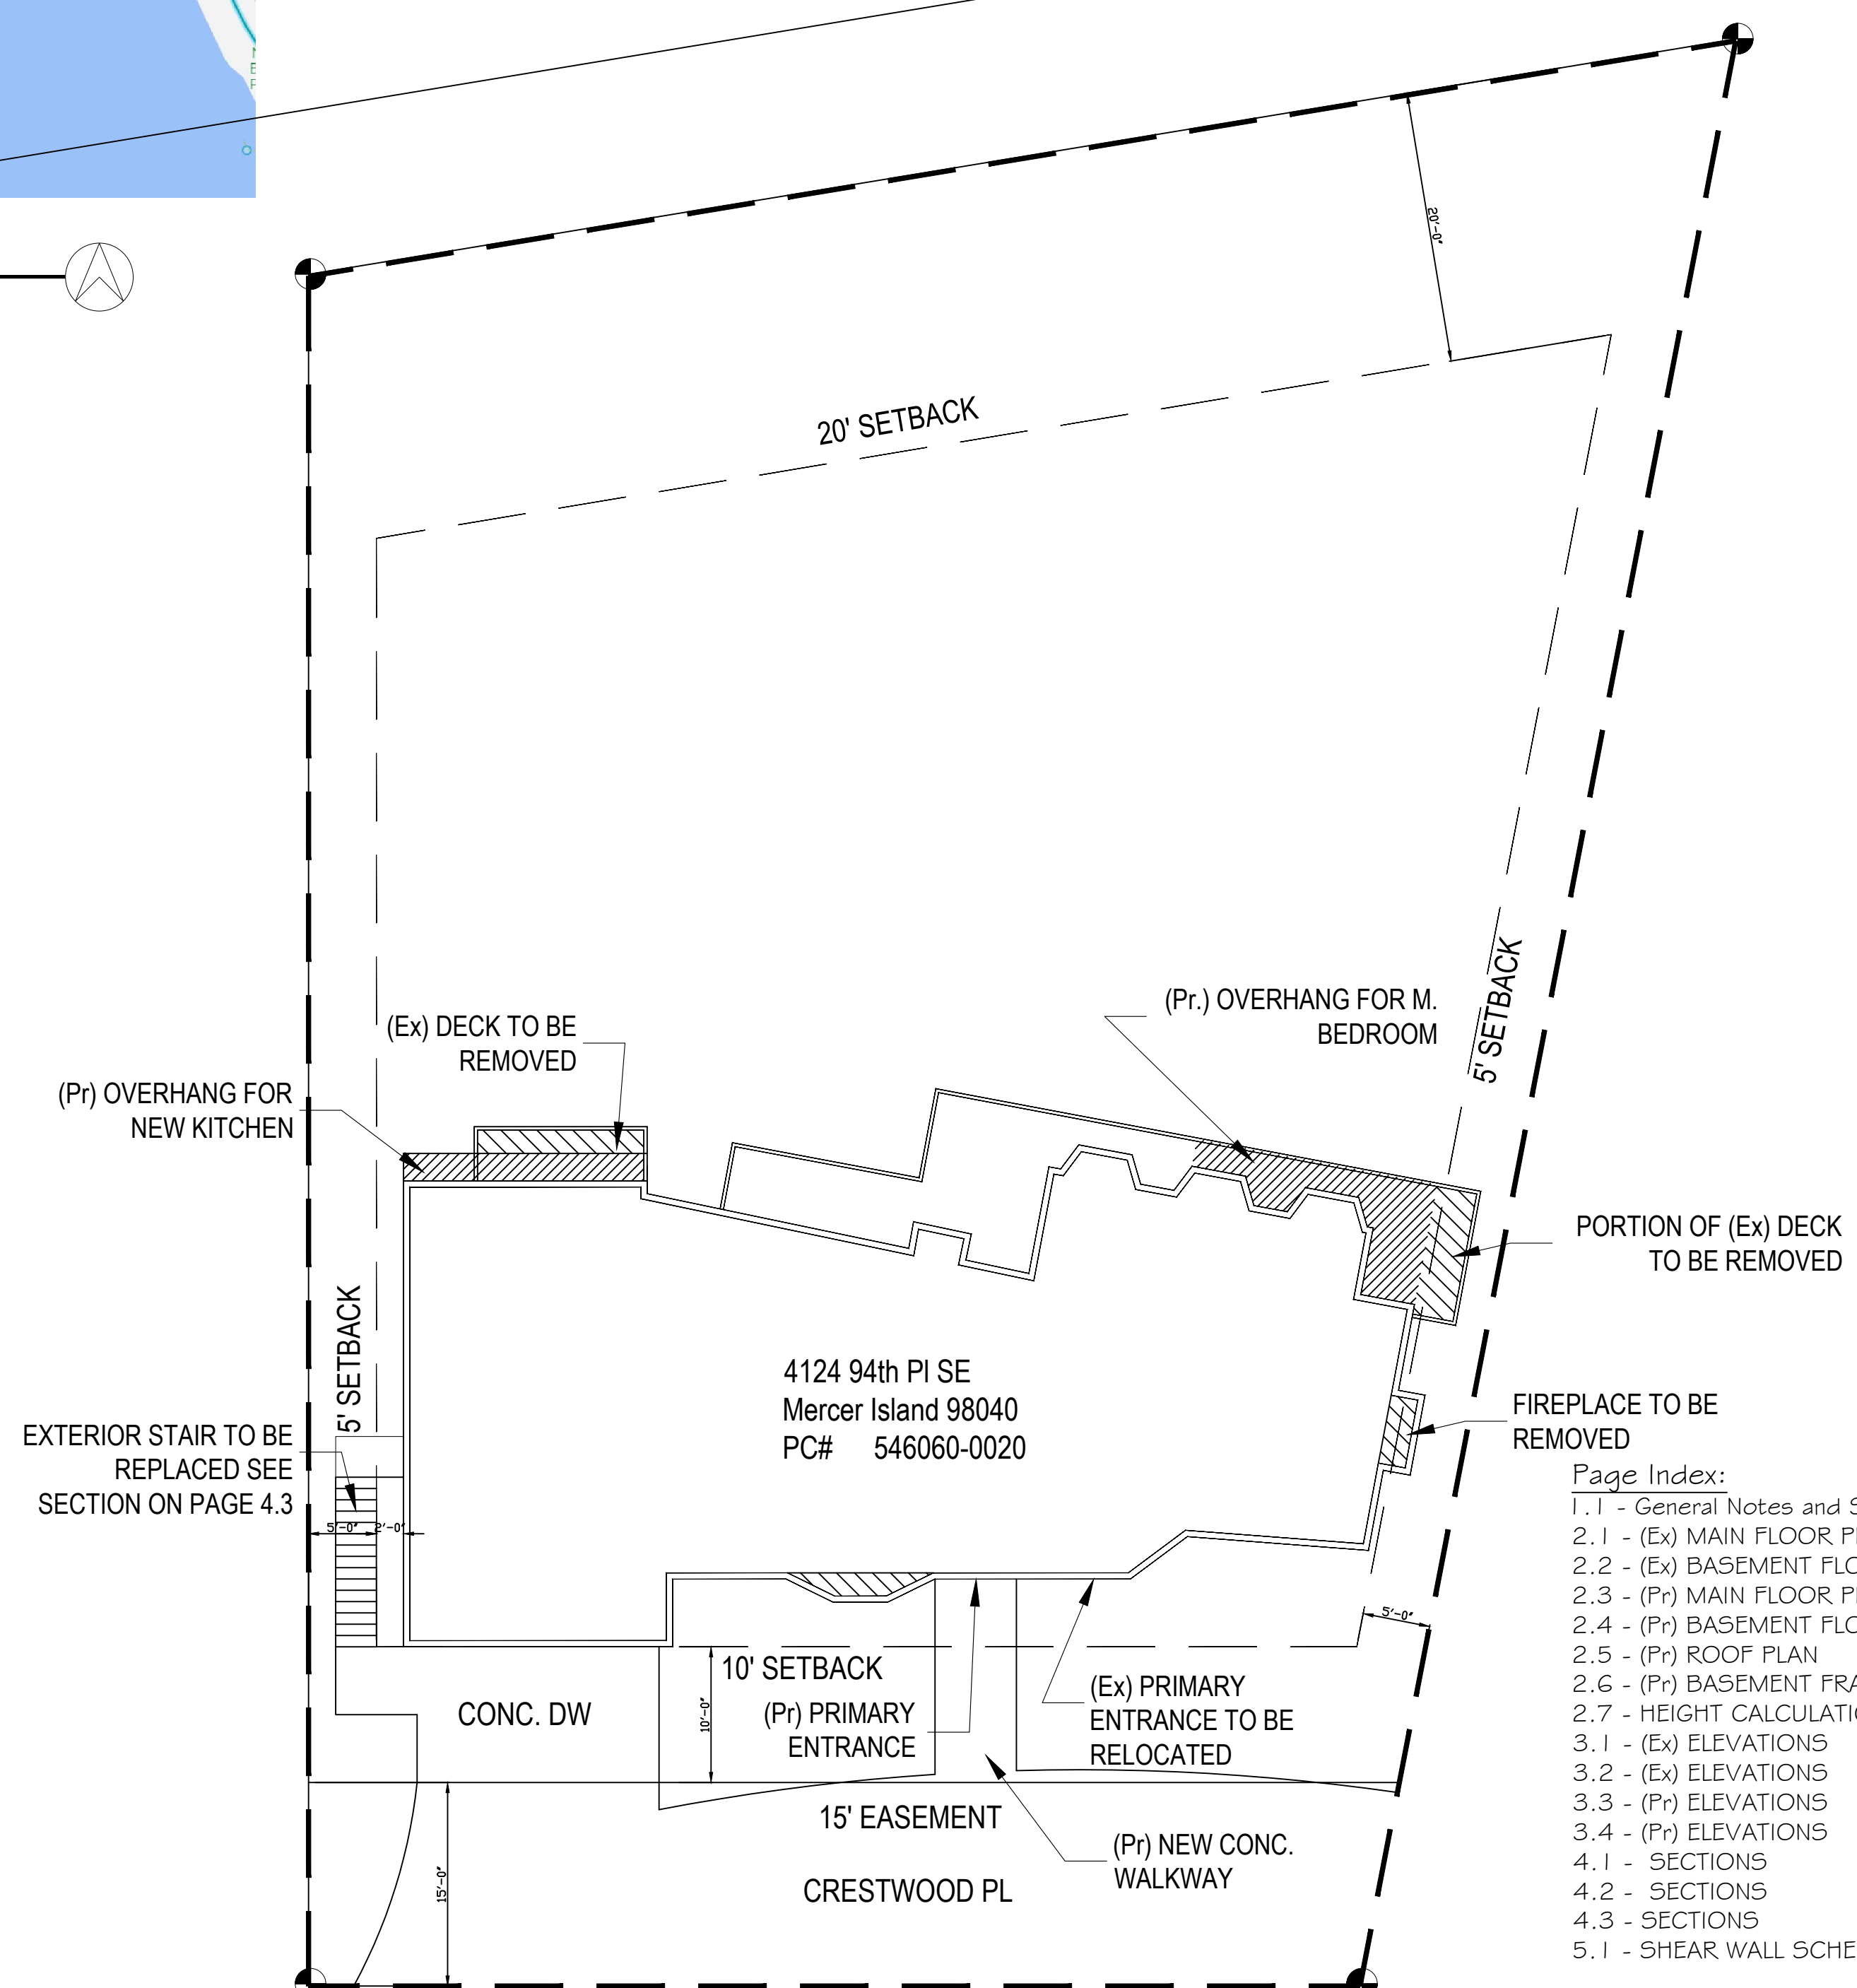 20'-0"
20' SETBACK
5' SETBACK
(Pr.) OVERHANG FOR M.
BEDROOM
(Ex) DECK TO BE
REMOVED
(Pr) OVERHANG FOR
NEW KITCHEN
PORTION OF (Ex) DECK
TO BE REMOVED
5' SETBACK
4124 94th Pl SE
Mercer Island 98040
PC# 546060-0020
FIREPLACE TO BE
REMOVED
EXTERIOR STAIR TO BE
REPLACED SEE
SECTION ON PAGE 4.3
5'-0" 2'-0"
5'-0"
10' SETBACK
10'-0"
CONC. DW
(Pr) PRIMARY
ENTRANCE
(Ex) PRIMARY
ENTRANCE TO BE
RELOCATED
15' EASEMENT
(Pr) NEW CONC.
WALKWAY
15'-0"
CRESTWOOD PL
Page Index:
1.1 - General Notes and S
2.1 - (Ex) MAIN FLOOR
2.2 - (Ex) BASEMENT
2.3 - (Pr) MAIN FLOOR
2.4 - (Pr) BASEMENT
2.5 - (Pr) ROOF PLAN
2.6 - (Pr) BASEMENT
2.7 - HEIGHT
3.1 - (Ex) ELEVATIONS
3.2 - (Ex) ELEVATIONS
3.3 - (Pr) ELEVATIONS
3.4 - (Pr) ELEVATIONS
4.1 - SECTIONS
4.2 - SECTIONS
4.3 - SECTIONS
5.1 - SHEAR WALL SCHE